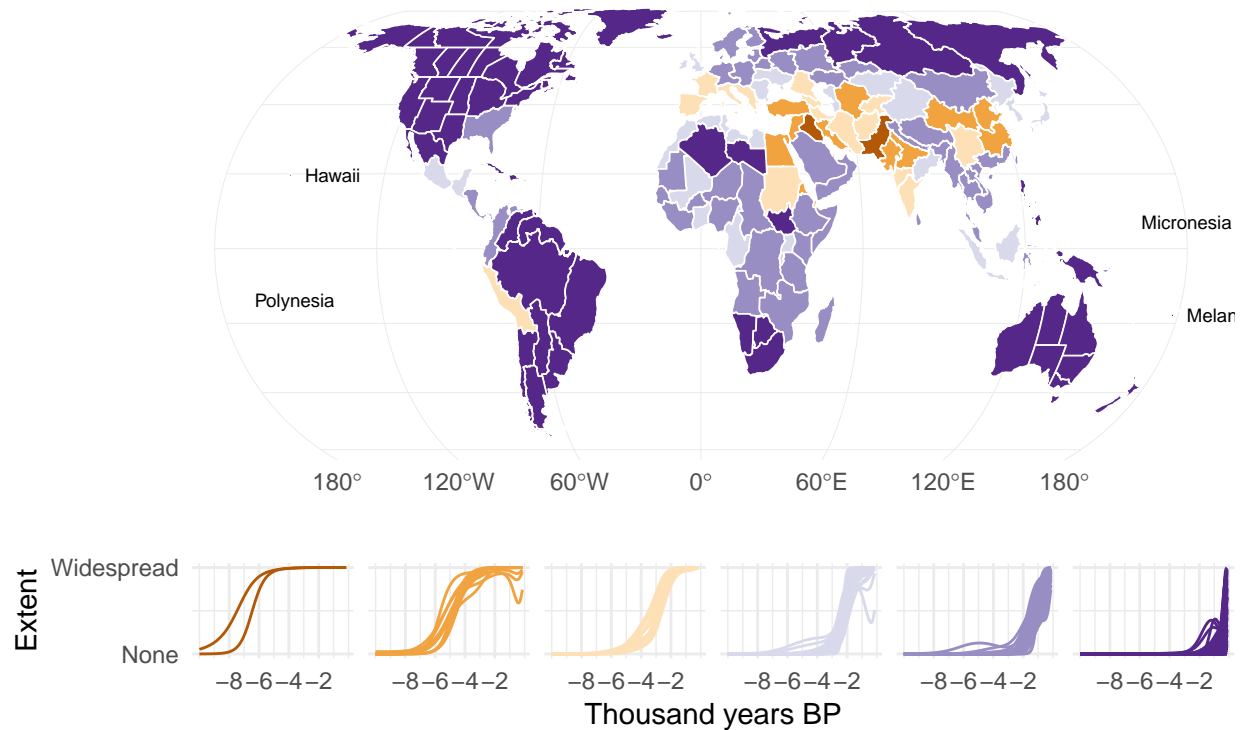 Hawaii
Micronesia
Polynesia
Melan
180° 120°W 60°W 0° 60°E 120°E 180°
Extent
Widespread
None
−8 −6 −4 −2 −8 −6 −4 −2 −8 −6 −4 −2 −8 −6 −4 −2 −8 −6 −4 −2 −8 −6 −4 −2
Thousand years BP